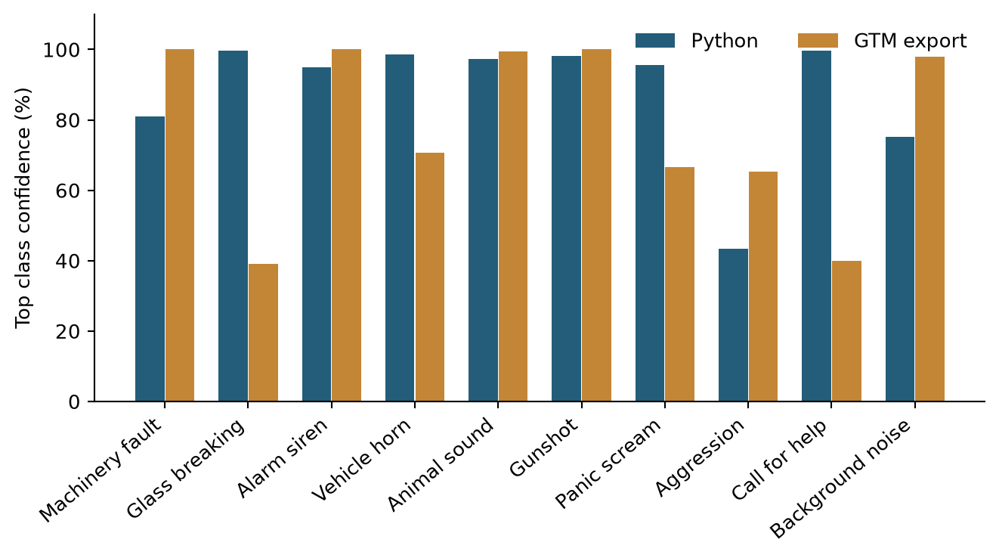 Python
GTM export
Top class confidence (%)
100
80
60
40
20
0
Machinery fault
Glass breaking
Alarm siren
Vehicle horn
Animal sound
Gunshot
Panic scream
Aggression
Call for help
Background noise